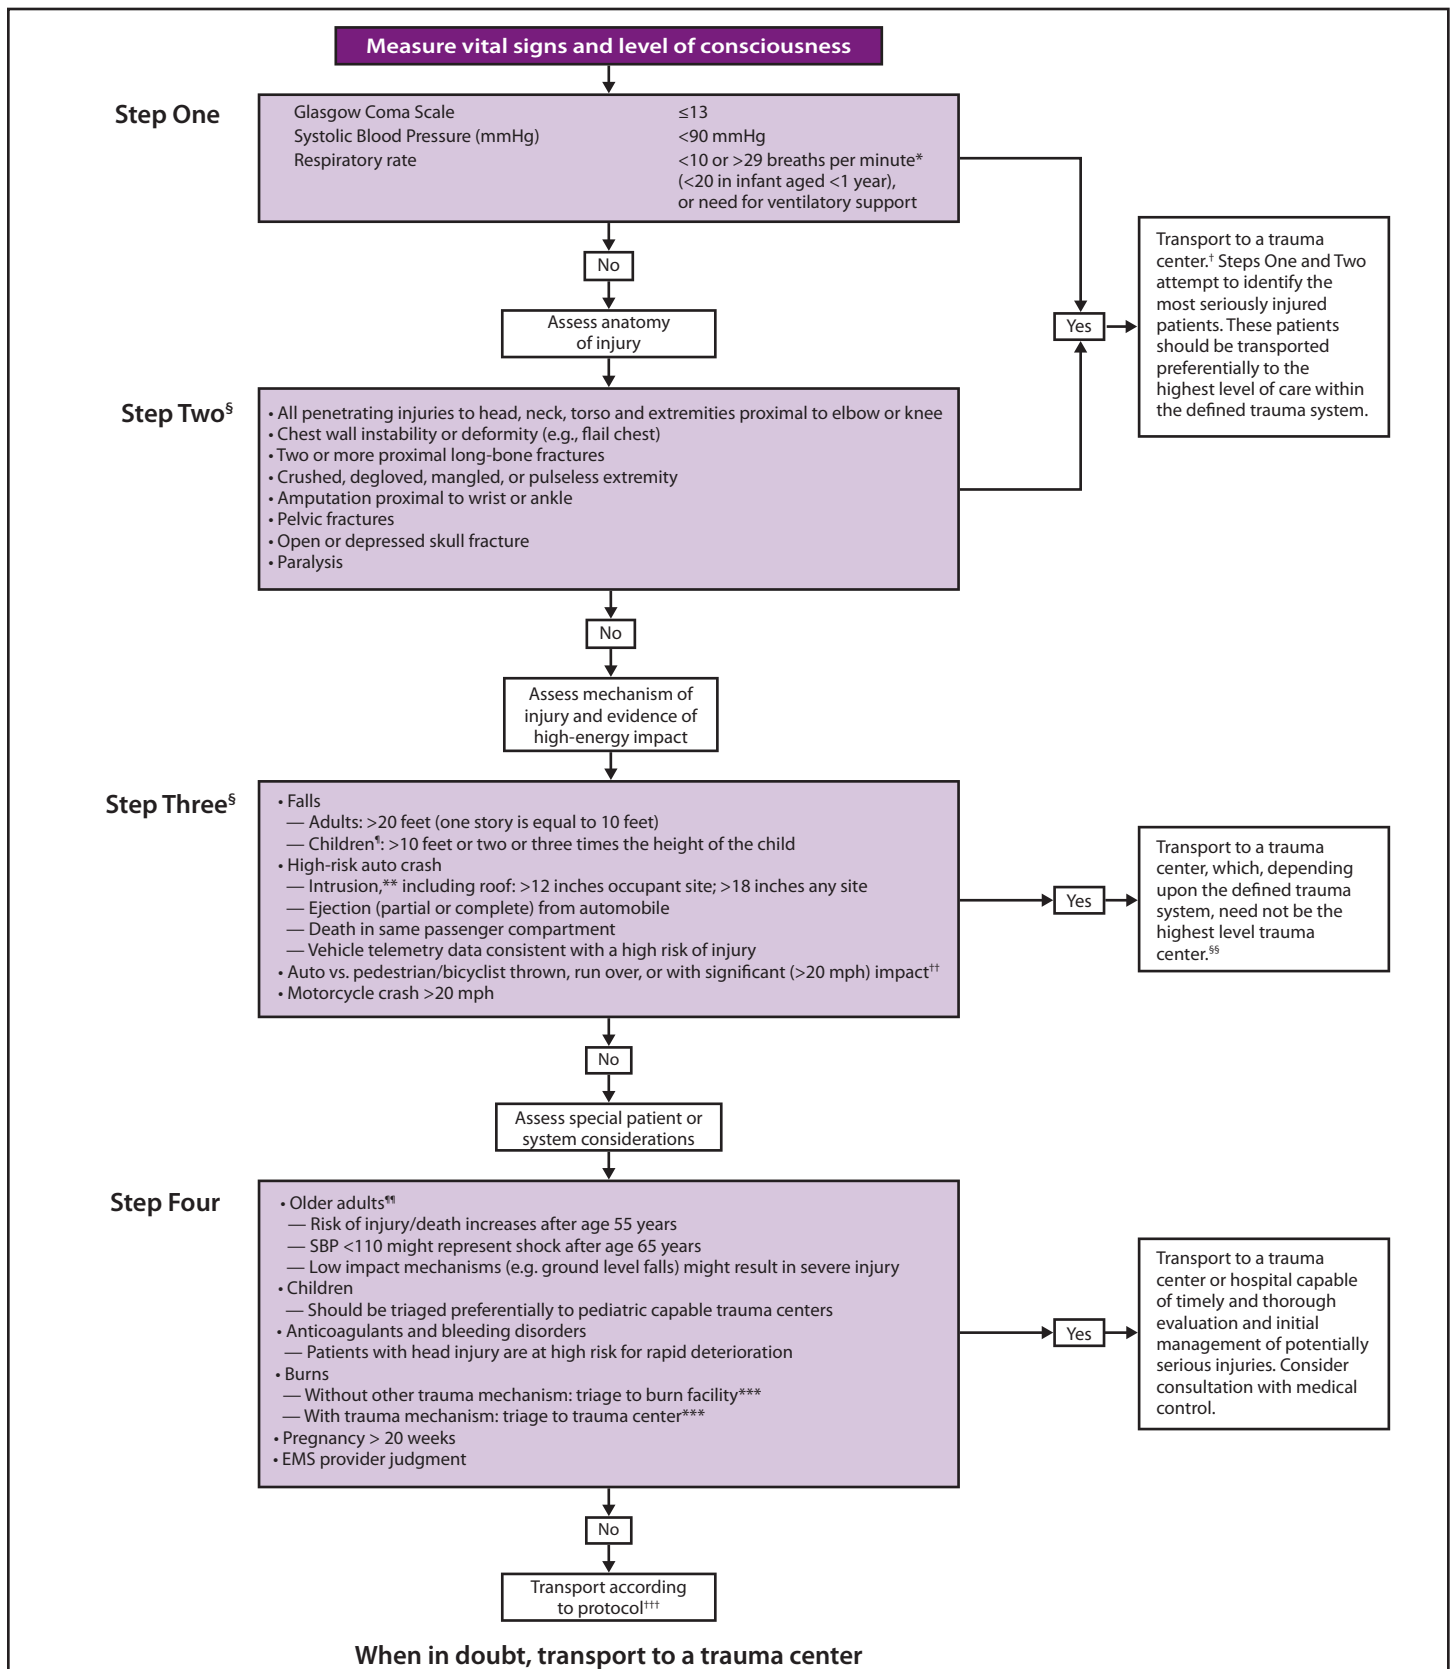 Measure vital signs and level of consciousness
Step One
Glasgow Coma Scale ≤13
Systolic Blood Pressure (mmHg) <90 mmHg
Respiratory rate <10 or >29 breaths per minute*
(<20 in infant aged <1 year),
or need for ventilatory support
No
Assess anatomy
of injury
Yes
Transport to a trauma
center.† Steps One and Two
attempt to identify the
most seriously injured
patients. These patients
should be transported
preferentially to the
highest level of care within
the defined trauma system.
Step Two§
• All penetrating injuries to head, neck, torso and extremities proximal to elbow or knee
• Chest wall instability or deformity (e.g., flail chest)
• Two or more proximal long-bone fractures
• Crushed, degloved, mangled, or pulseless extremity
• Amputation proximal to wrist or ankle
• Pelvic fractures
• Open or depressed skull fracture
• Paralysis
No
Assess mechanism of
injury and evidence of
high-energy impact
Step Three§
• Falls
— Adults: >20 feet (one story is equal to 10 feet)
— Children¶: >10 feet or two or three times the height of the child
• High-risk auto crash
— Intrusion,** including roof: >12 inches occupant site; >18 inches any site
— Ejection (partial or complete) from automobile
— Death in same passenger compartment
— Vehicle telemetry data consistent with a high risk of injury
• Auto vs. pedestrian/bicyclist thrown, run over, or with significant (>20 mph) impact††
• Motorcycle crash >20 mph
Yes
Transport to a trauma
center, which, depending
upon the defined trauma
system, need not be the
highest level trauma
center.§§
No
Assess special patient or
system considerations
Step Four
• Older adults¶¶
— Risk of injury/death increases after age 55 years
— SBP <110 might represent shock after age 65 years
— Low impact mechanisms (e.g. ground level falls) might result in severe injury
• Children
— Should be triaged preferentially to pediatric capable trauma centers
• Anticoagulants and bleeding disorders
— Patients with head injury are at high risk for rapid deterioration
• Burns
— Without other trauma mechanism: triage to burn facility***
— With trauma mechanism: triage to trauma center***
• Pregnancy > 20 weeks
• EMS provider judgment
Yes
Transport to a trauma
center or hospital capable
of timely and thorough
evaluation and initial
management of potentially
serious injuries. Consider
consultation with medical
control.
No
Transport according
to protocol†††
When in doubt, transport to a trauma center